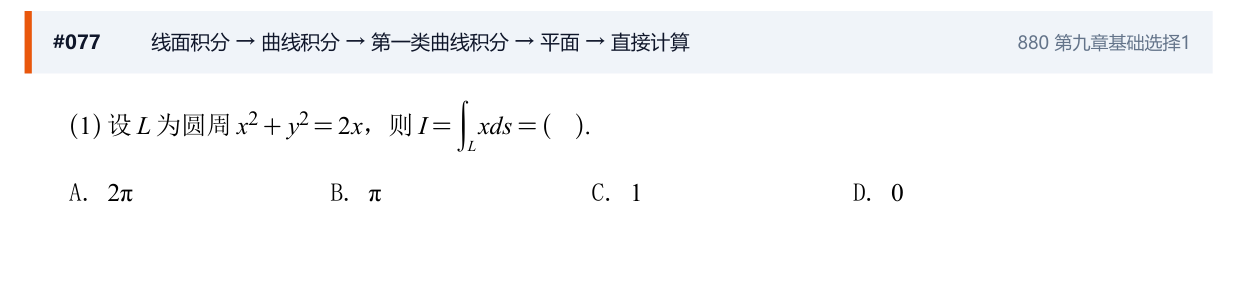 #077 线面积分 → 曲线积分 → 第一类曲线积分 → 平面 → 直接计算 880 第九章基础选择1
(1) 设 L 为圆周 x² + y² = 2x，则 I = ∫_L xds = ( ).
A. 2π B. π C. 1 D. 0